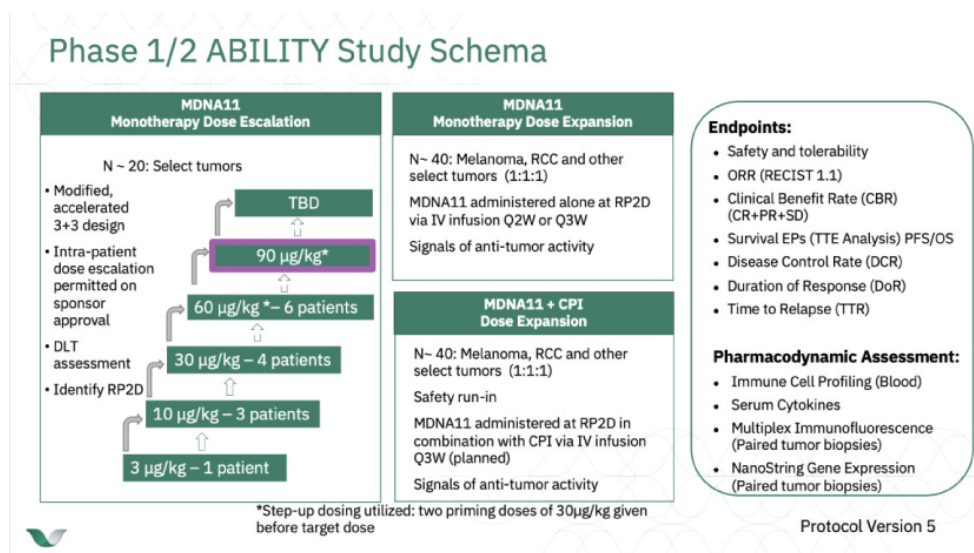 Phase 1/2 ABILITY Study Schema
MDNA11
Monotherapy Dose Escalation
N ~ 20: Select tumors
• Modified,
accelerated
3+3 design
• Intra-patient
dose escalation
permitted on
sponsor
approval
• DLT
assessment
• Identify RP2D
TBD
90 µg/kg*
60 µg/kg *– 6 patients
30 µg/kg – 4 patients
10 µg/kg – 3 patients
3 µg/kg – 1 patient
MDNA11
Monotherapy Dose Expansion
N~ 40: Melanoma, RCC and other
select tumors (1:1:1)
MDNA11 administered alone at RP2D
via IV infusion Q2W or Q3W
Signals of anti-tumor activity
MDNA11 + CPI
Dose Expansion
N~ 40: Melanoma, RCC and other
select tumors (1:1:1)
Safety run-in
MDNA11 administered at RP2D in
combination with CPI via IV infusion
Q3W (planned)
Signals of anti-tumor activity
Endpoints:
• Safety and tolerability
• ORR (RECIST 1.1)
• Clinical Benefit Rate (CBR)
(CR+PR+SD)
• Survival EPs (TTE Analysis) PFS/OS
• Disease Control Rate (DCR)
• Duration of Response (DoR)
• Time to Relapse (TTR)
Pharmacodynamic Assessment:
• Immune Cell Profiling (Blood)
• Serum Cytokines
• Multiplex Immunofluorescence
(Paired tumor biopsies)
• NanoString Gene Expression
(Paired tumor biopsies)
*Step-up dosing utilized: two priming doses of 30µg/kg given
before target dose
Protocol Version 5